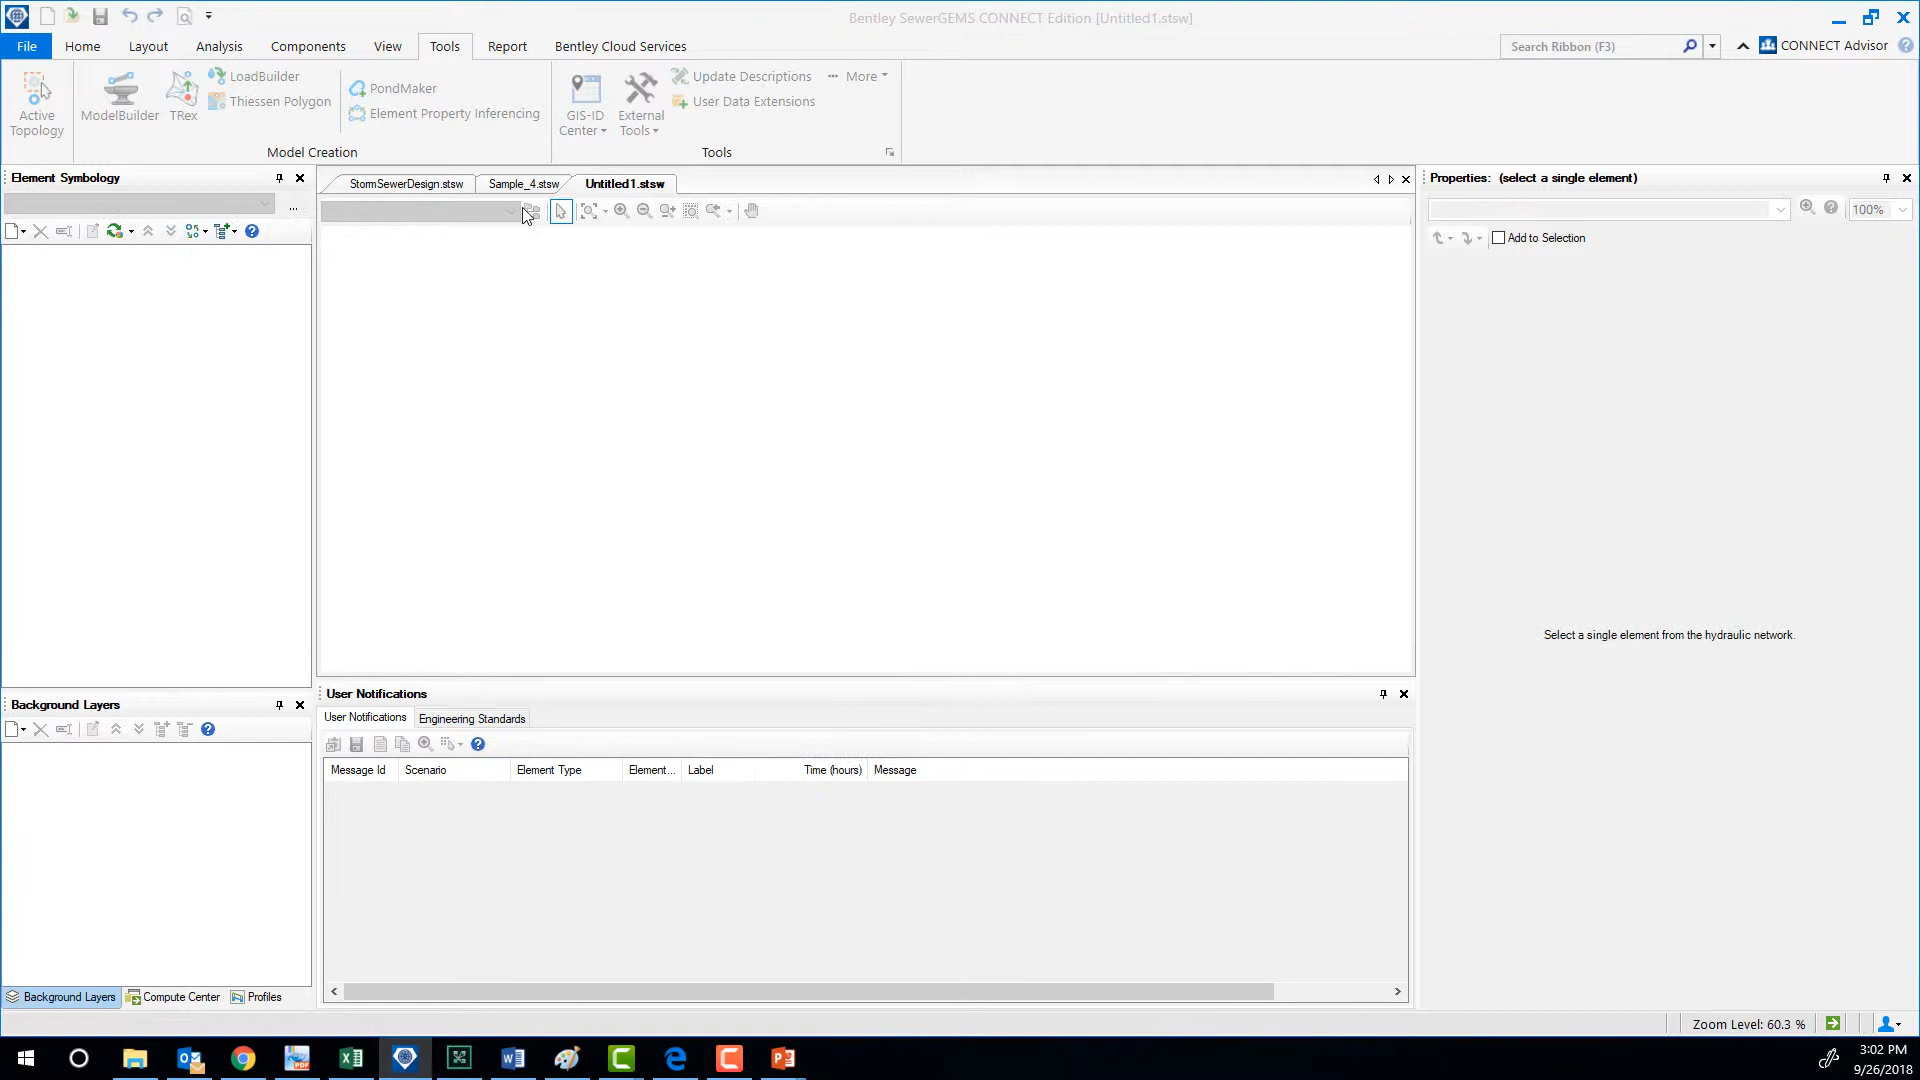 Bentley SewerGEMS CONNECT Edition [Untitled1.stsw]
File Home Layout Analysis Components View Tools Report Bentley Cloud Services
Search Ribbon (F3)
CONNECT Advisor
Active Topology
ModelBuilder
TRex
LoadBuilder
Thiessen Polygon
PondMaker
Element Property Inferencing
Model Creation
GIS-ID Center
External Tools
Update Descriptions
User Data Extensions
More
Tools
Element Symbology
StormSewerDesign.stsw Sample_4.stsw Untitled1.stsw
Properties: (select a single element)
...
100%
Add to Selection
Select a single element from the hydraulic network.
Background Layers
User Notifications
User Notifications Engineering Standards
Message Id Scenario Element Type Element... Label Time (hours) Message
Background Layers Compute Center Profiles
Zoom Level: 60.3 %
3:02 PM
9/26/2018